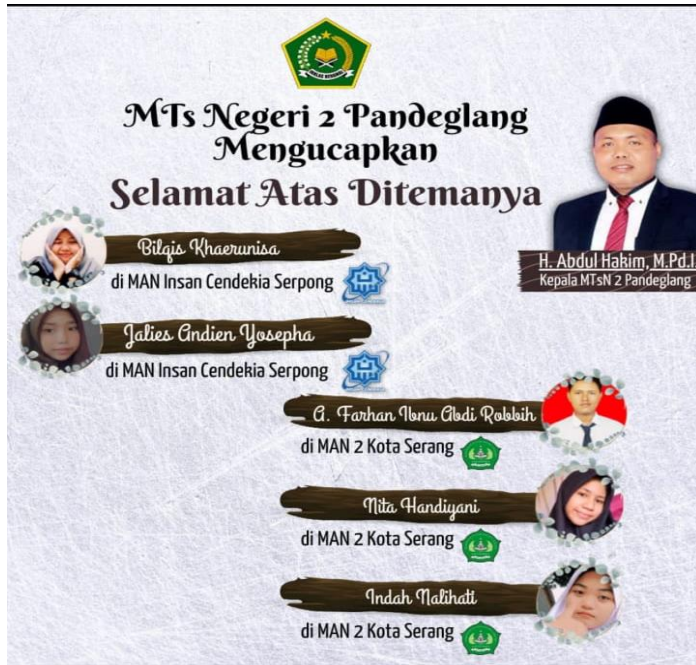 MTs Negeri 2 Pandeglang
Mengucapkan
Selamat Atas Ditemanya
H. Abdul Hakim, M.Pd.I
Kepala MTsN 2 Pandeglang
Bilqis Khaerunisa
di MAN Insan Cendekia Serpong
Jalies Andien Yosepha
di MAN Insan Cendekia Serpong
A. Farhan Ibnu Abdi Robbih
di MAN 2 Kota Serang
Nita Handiyani
di MAN 2 Kota Serang
Indah Nalihati
di MAN 2 Kota Serang